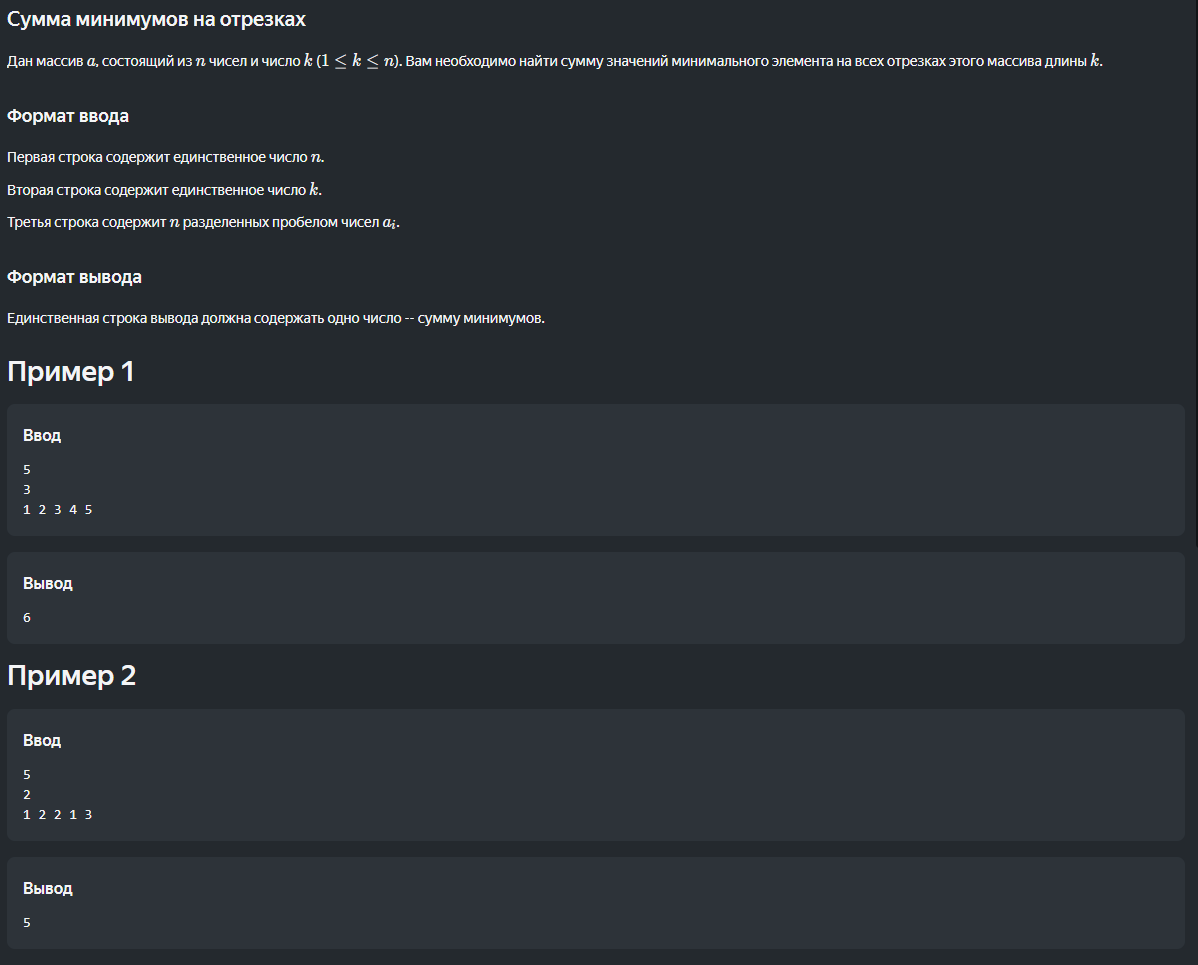 Сумма минимумов на отрезках
Дан массив a, состоящий из n чисел и число k (1 ≤ k ≤ n). Вам необходимо найти сумму значений минимального элемента на всех отрезках этого массива длины k.
Формат ввода
Первая строка содержит единственное число n.
Вторая строка содержит единственное число k.
Третья строка содержит n разделенных пробелом чисел aᵢ.
Формат вывода
Единственная строка вывода должна содержать одно число -- сумму минимумов.
Пример 1
Ввод
5
3
1 2 3 4 5
Вывод
6
Пример 2
Ввод
5
2
1 2 2 1 3
Вывод
5